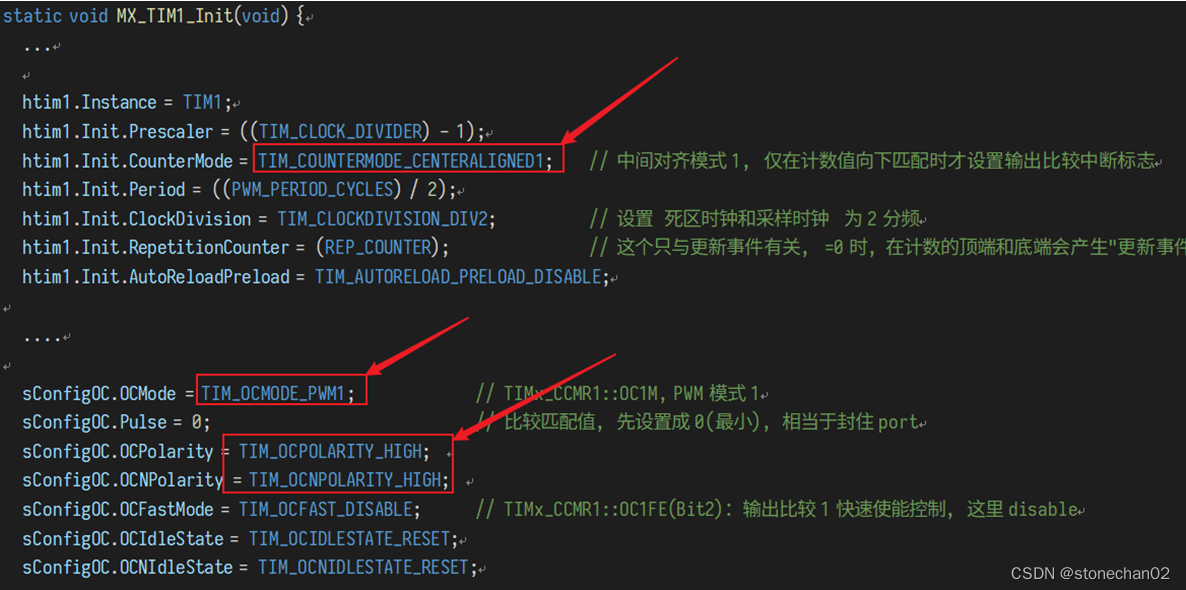 static void MX_TIM1_Init(void) {
...
htim1.Instance = TIM1;
htim1.Init.Prescaler = ((TIM_CLOCK_DIVIDER) - 1);
htim1.Init.CounterMode = TIM_COUNTERMODE_CENTERALIGNED1; // 中间对齐模式 1, 仅在计数值向下匹配时才设置输出比较中断标志
htim1.Init.Period = ((PWM_PERIOD_CYCLES) / 2);
htim1.Init.ClockDivision = TIM_CLOCKDIVISION_DIV2; // 设置 死区时钟和采样时钟 为 2 分频
htim1.Init.RepetitionCounter = (REP_COUNTER); // 这个只与更新事件有关, =0 时, 在计数的顶端和底端会产生"更新事件
htim1.Init.AutoReloadPreload = TIM_AUTORELOAD_PRELOAD_DISABLE;
....
sConfigOC.OCMode = TIM_OCMODE_PWM1; // TIMx_CCMR1::OC1M, PWM 模式 1
sConfigOC.Pulse = 0; // 比较匹配值, 先设置成 0(最小), 相当于封住 port
sConfigOC.OCPolarity = TIM_OCPOLARITY_HIGH;
sConfigOC.OCNPolarity = TIM_OCNPOLARITY_HIGH;
sConfigOC.OCFastMode = TIM_OCFAST_DISABLE; // TIMx_CCMR1::OC1FE(Bit2): 输出比较 1 快速使能控制, 这里 disable
sConfigOC.OCIdleState = TIM_OCIDLESTATE_RESET;
sConfigOC.OCNIdleState = TIM_OCNIDLESTATE_RESET;
CSDN @stonechan02